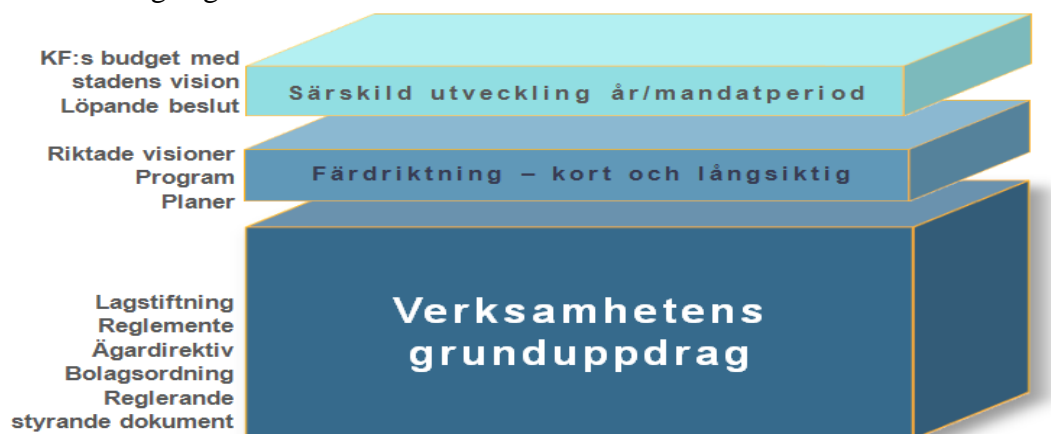 KF:s budget med
stadens vision
Löpande beslut
Särskild utveckling år/mandatperiod
Riktade visioner
Program
Planer
Färdriktning – kort och långsiktig
Lagstiftning
Reglemente
Ägardirektiv
Bolagsordning
Reglerande
styrande dokument
Verksamhetens
grunduppdrag